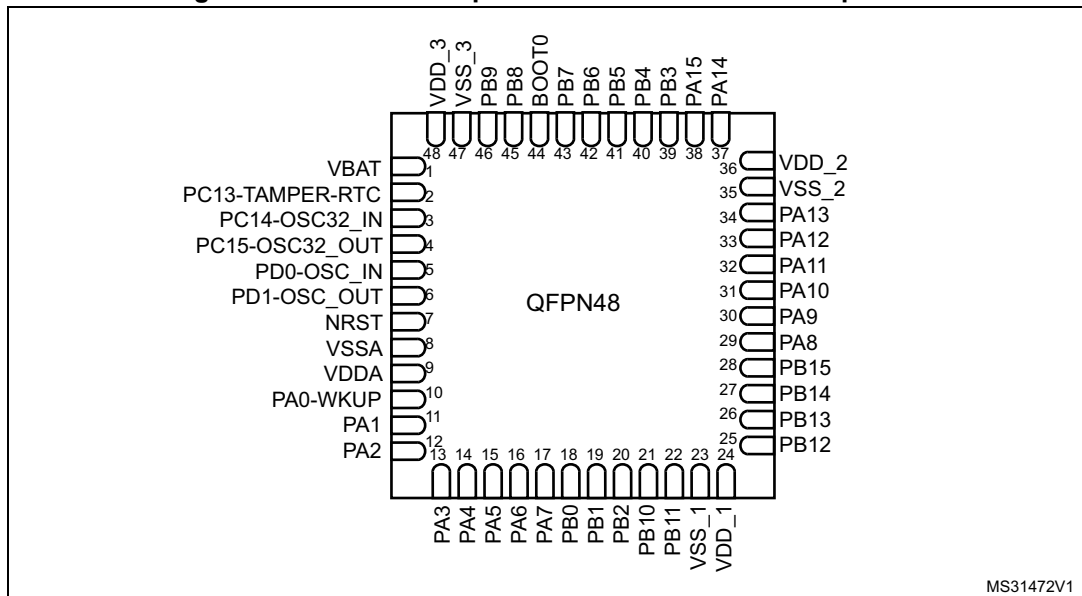 VDD_3
VSS_3
PB9
PB8
BOOT0
PB7
PB6
PB5
PB4
PB3
PA15
PA14
48 47 46 45 44 43 42 41 40 39 38 37
VBAT 1
PC13-TAMPER-RTC 2
PC14-OSC32_IN 3
PC15-OSC32_OUT 4
PD0-OSC_IN 5
PD1-OSC_OUT 6
NRST 7
VSSA 8
VDDA 9
PA0-WKUP 10
PA1 11
PA2 12
QFPN48
36 VDD_2
35 VSS_2
34 PA13
33 PA12
32 PA11
31 PA10
30 PA9
29 PA8
28 PB15
27 PB14
26 PB13
25 PB12
13 14 15 16 17 18 19 20 21 22 23 24
PA3
PA4
PA5
PA6
PA7
PB0
PB1
PB2
PB10
PB11
VSS_1
VDD_1
MS31472V1